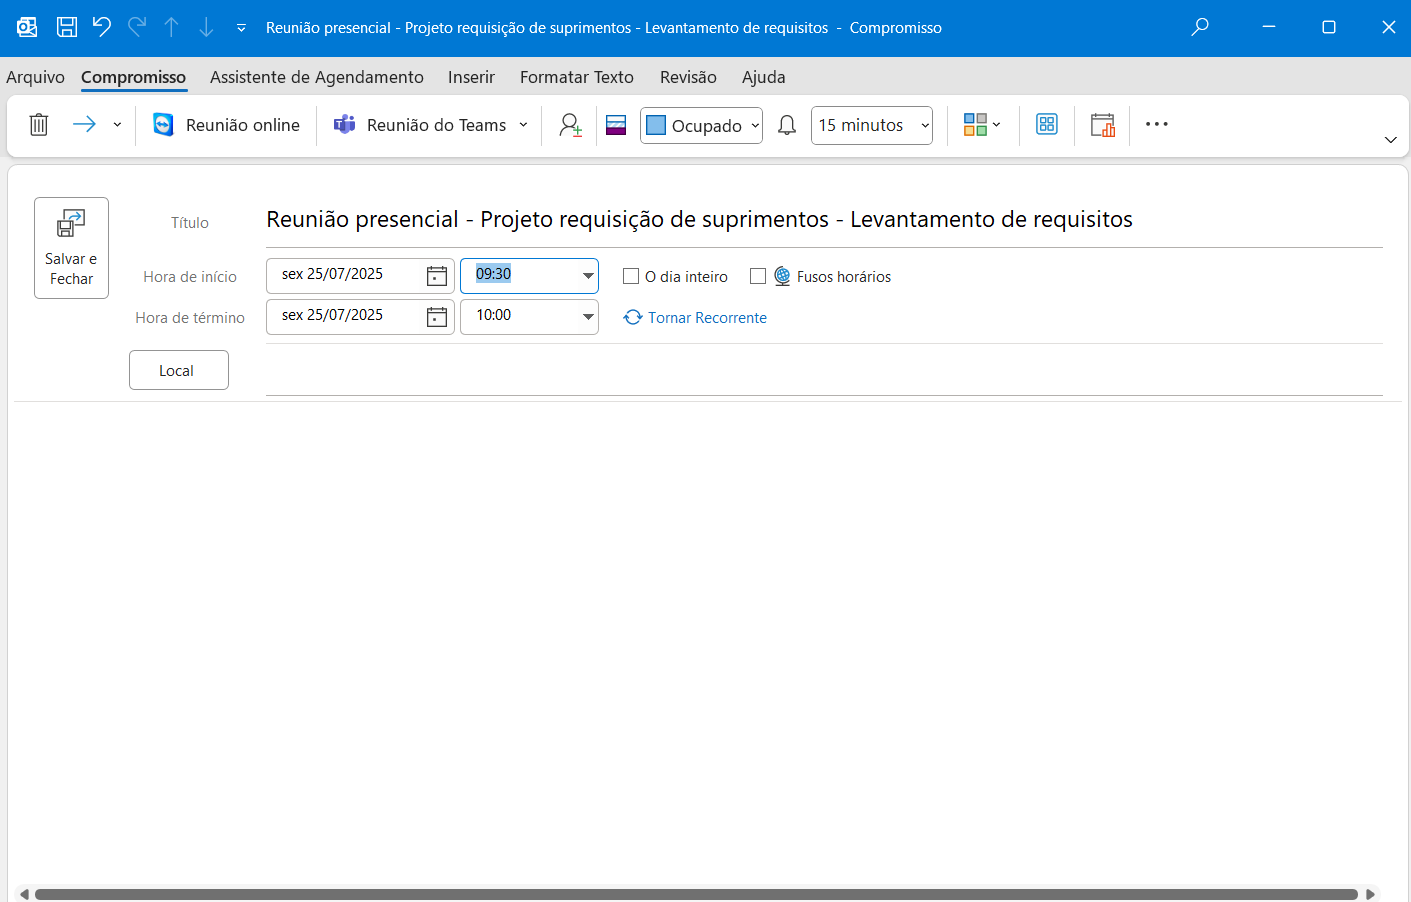 Reunião presencial - Projeto requisição de suprimentos - Levantamento de requisitos - Compromisso
Arquivo Compromisso Assistente de Agendamento Inserir Formatar Texto Revisão Ajuda
Reunião online Reunião do Teams Ocupado 15 minutos
Salvar e
Fechar
Título Reunião presencial - Projeto requisição de suprimentos - Levantamento de requisitos
Hora de início sex 25/07/2025 09:30 O dia inteiro Fusos horários
Hora de término sex 25/07/2025 10:00 Tornar Recorrente
Local